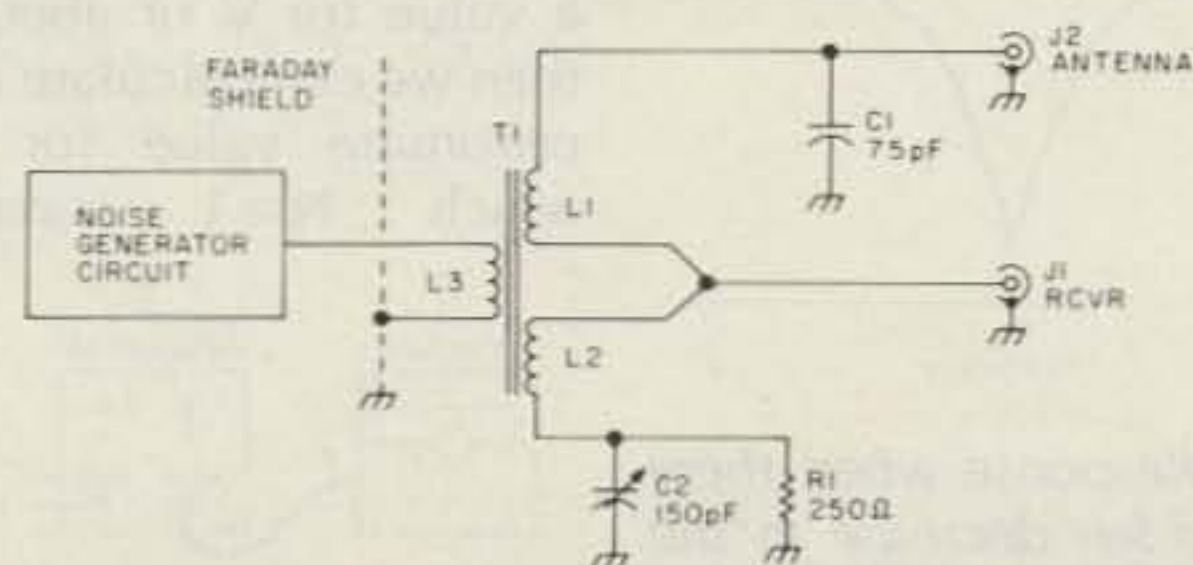 FARADAY
SHIELD
T1
J2
ANTENNA
C1
75pF
L1
NOISE
GENERATOR
CIRCUIT
L3
J1
RCVR
L2
C2
150pF
R1
250Ω